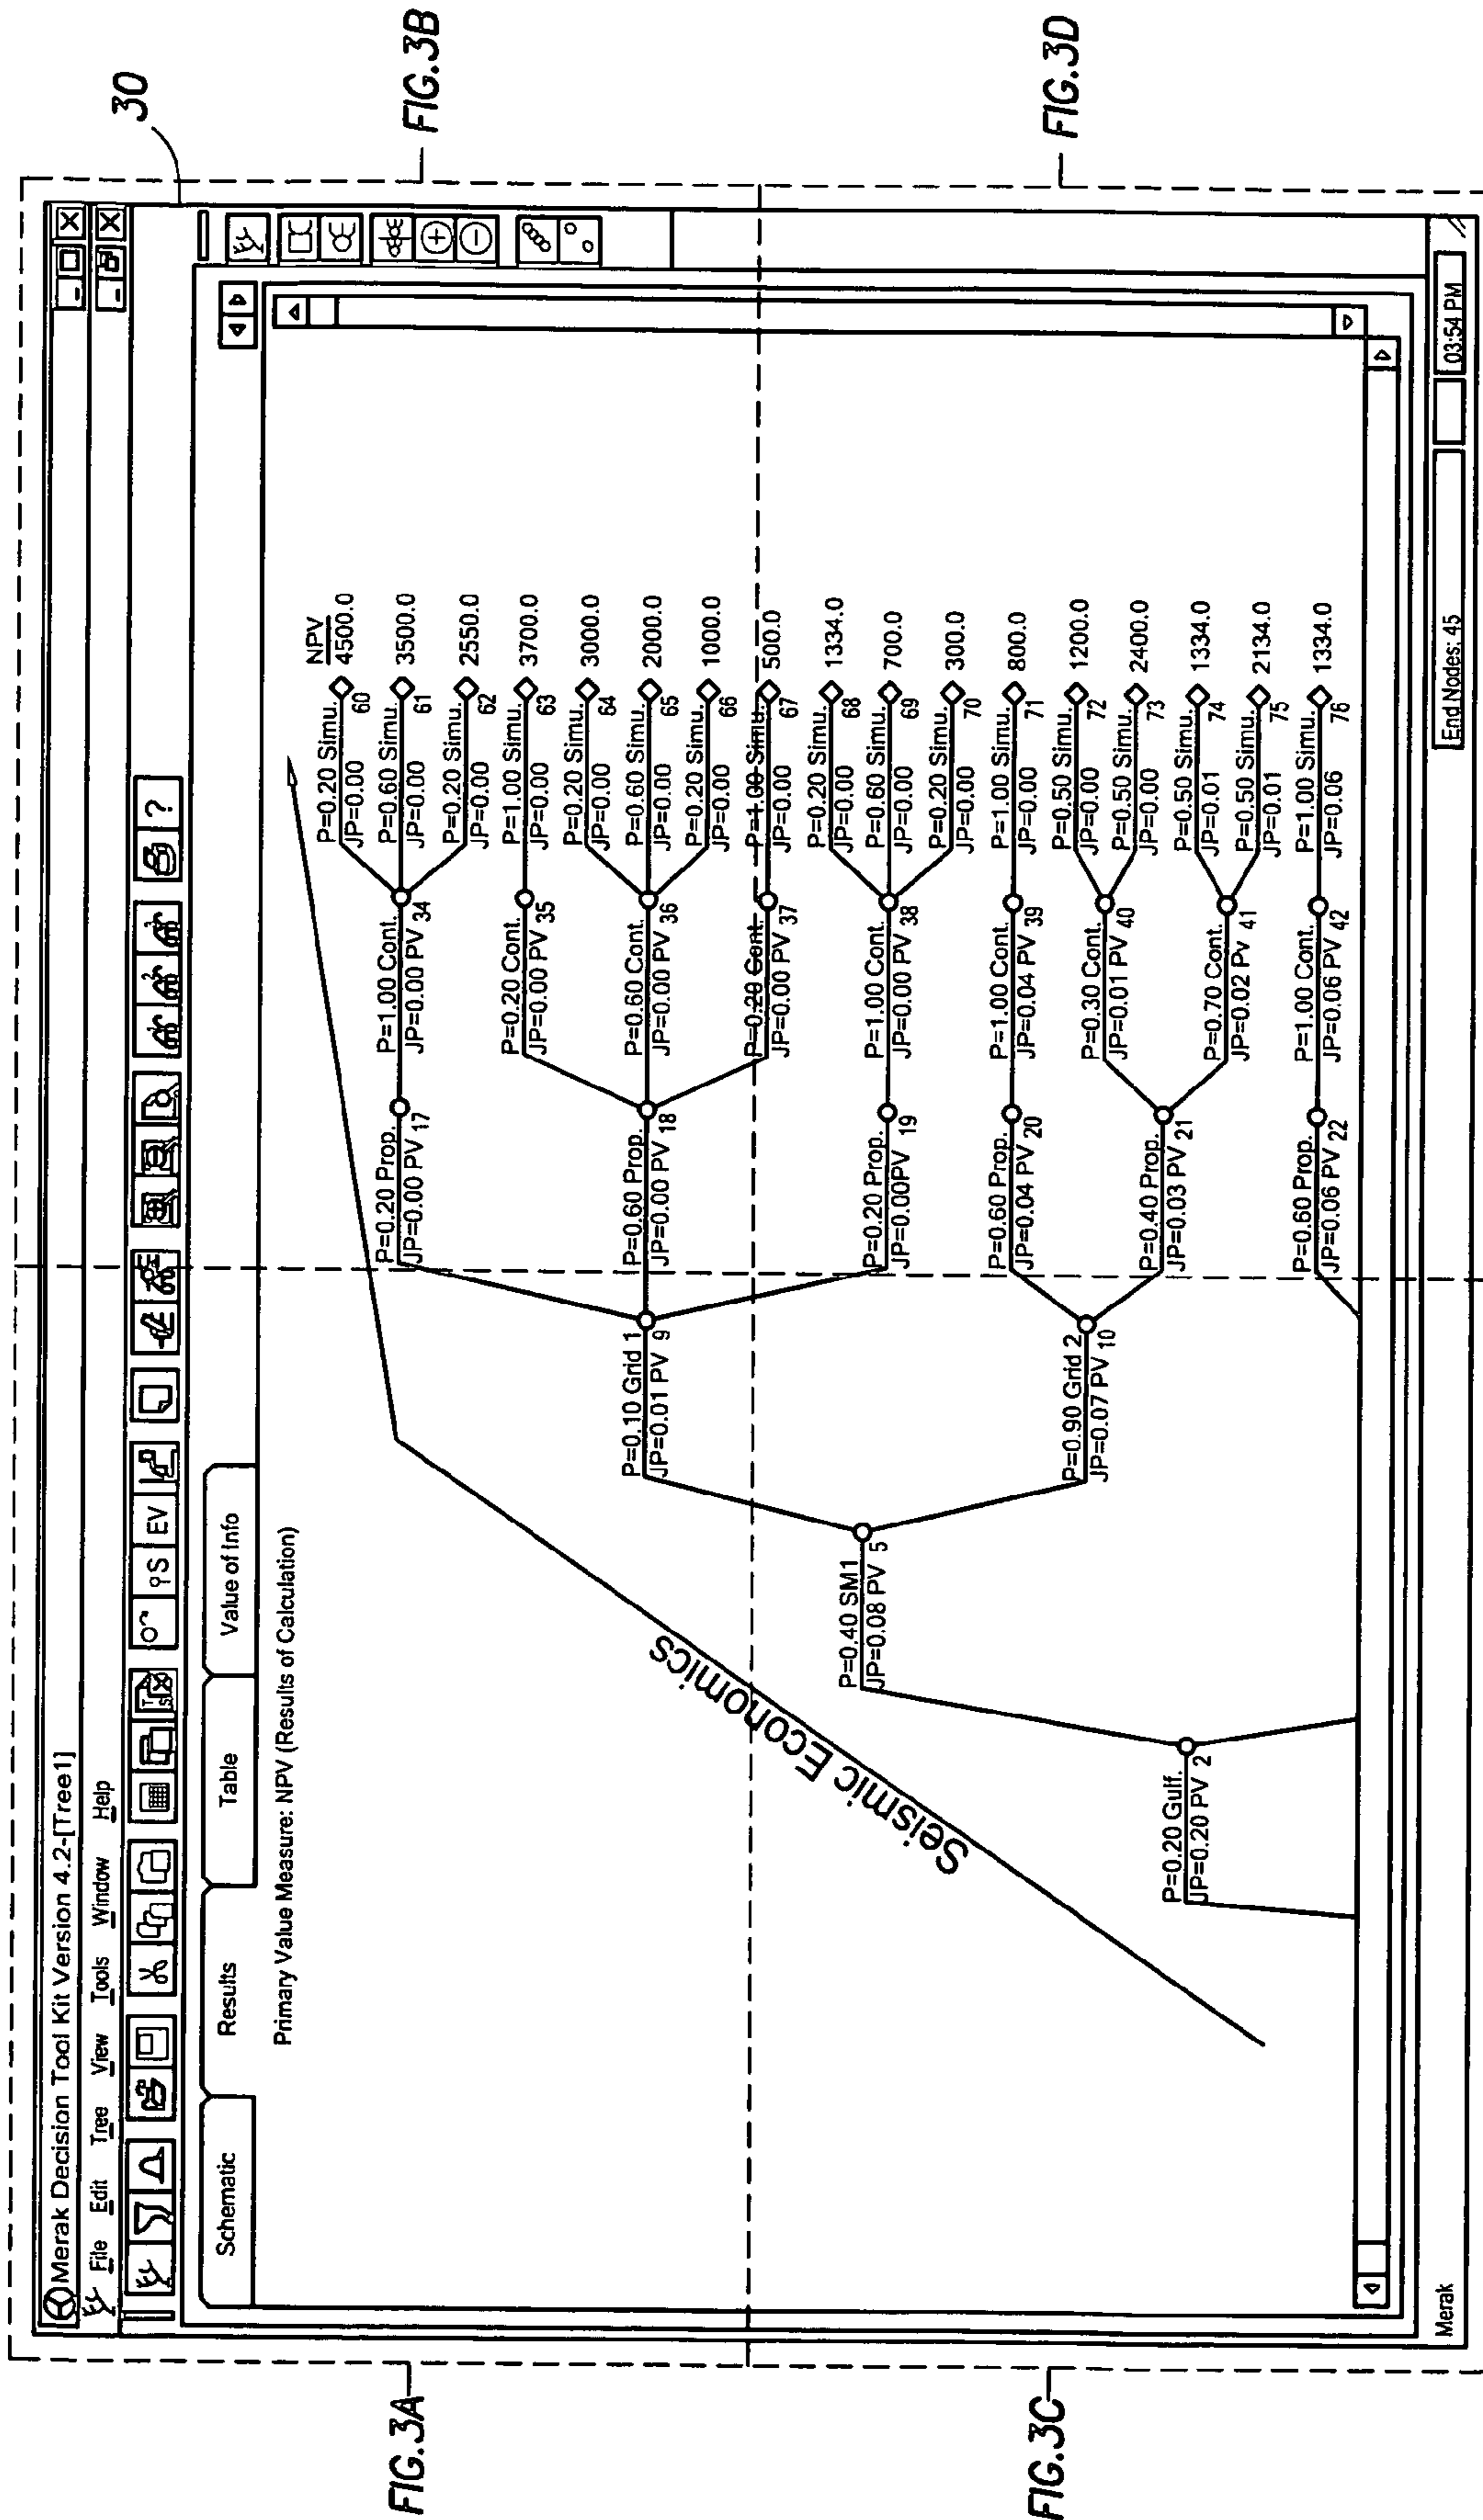 30
FIG.3A
FIG.3B
FIG.3C
FIG.3D
Merak Decision Tool Kit Version 4.2-[Tree1]
File Edit Tree View Tools Window Help
S EV
?
Schematic
Results
Table
Value of Info
Primary Value Measure: NPV (Results of Calculation)
Seismic Economics
NPV
P=0.20 Gulf.
JP=0.20 PV 2
P=0.40 SM1
JP=0.08 PV 5
P=0.10 Grid 1
JP=0.01 PV 9
P=0.90 Grid 2
JP=0.07 PV 10
P=0.20 Prop.
JP=0.00 PV 17
P=0.60 Prop.
JP=0.00 PV 18
P=0.20 Prop.
JP=0.00PV 19
P=0.60 Prop.
JP=0.04 PV 20
P=0.40 Prop.
JP=0.03 PV 21
P=0.60 Prop.
JP=0.06 PV 22
P=1.00 Cont.
JP=0.00 PV 34
P=0.20 Cont.
JP=0.00 PV 35
P=0.60 Cont.
JP=0.00 PV 36
P=0.20 Cont.
JP=0.00 PV 37
P=1.00 Cont.
JP=0.00 PV 38
P=1.00 Cont.
JP=0.04 PV 39
P=0.30 Cont.
JP=0.01 PV 40
P=0.70 Cont.
JP=0.02 Pv 41
P=1.00 Cont.
JP=0.06 PV 42
P=0.20 Simu. 4500.0
JP=0.00 60
P=0.60 Simu. 3500.0
JP=0.00 61
P=0.20 Simu. 2550.0
JP=0.00 62
P=1.00 Simu. 3700.0
JP=0.00 63
P=0.20 Simu. 3000.0
JP=0.00 64
P=0.60 Simu. 2000.0
JP=0.00 65
P=0.20 Simu. 1000.0
JP=0.00 66
P=1.00 Simu. 500.0
JP=0.00 67
P=0.20 Simu. 1334.0
JP=0.00 68
P=0.60 Simu. 700.0
JP=0.00 69
P=0.20 Simu. 300.0
JP=0.00 70
P=1.00 Simu. 800.0
JP=0.00 71
P=0.50 Simu. 1200.0
JP=0.00 72
P=0.50 Simu. 2400.0
JP=0.00 73
P=0.50 Simu. 1334.0
JP=0.01 74
P=0.50 Simu. 2134.0
JP=0.01 75
P=1.00 Simu. 1334.0
JP=0.06 76
Merak
End Nodes: 45
03:54 PM